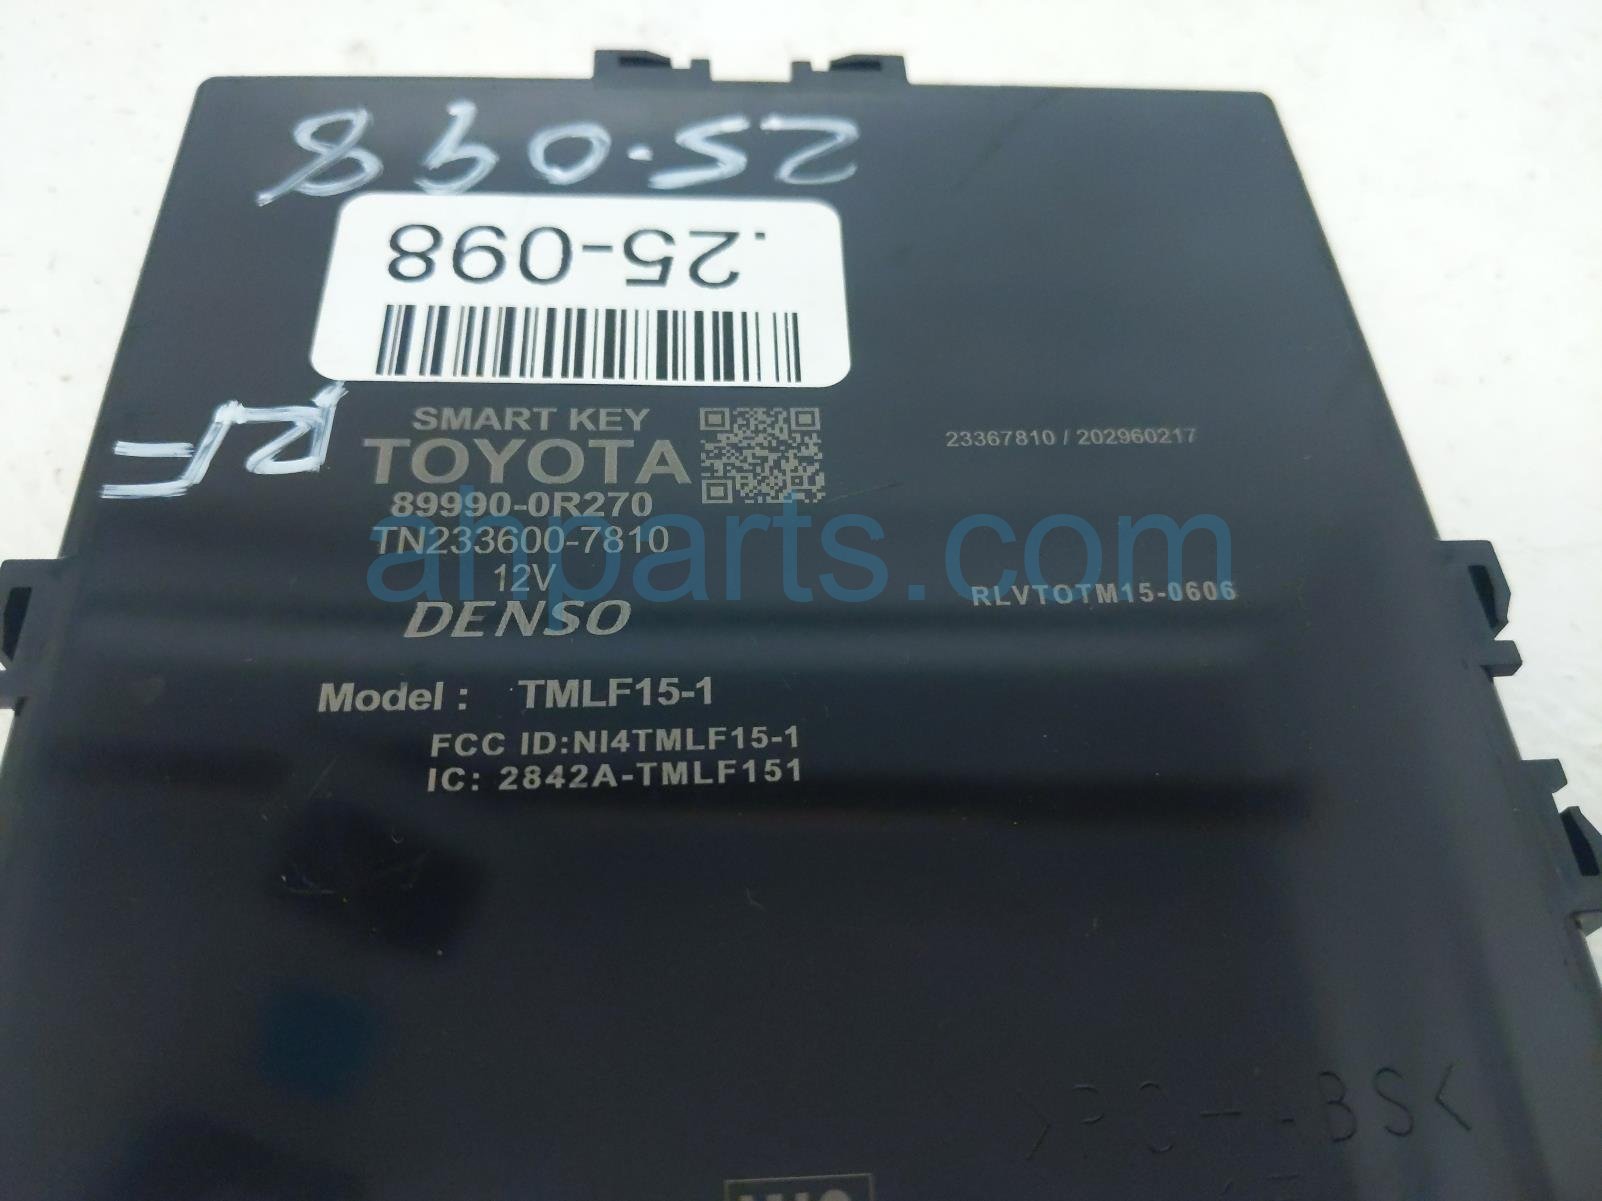 25.098
.25-098
RF
SMART KEY
TOYOTA
89990-0R270
TN233600-7810
12V
DENSO
23367810 / 202960217
RLVTOTM15-0606
Model : TMLF15-1
FCC ID:NI4TMLF15-1
IC: 2842A-TMLF151
ahparts.com